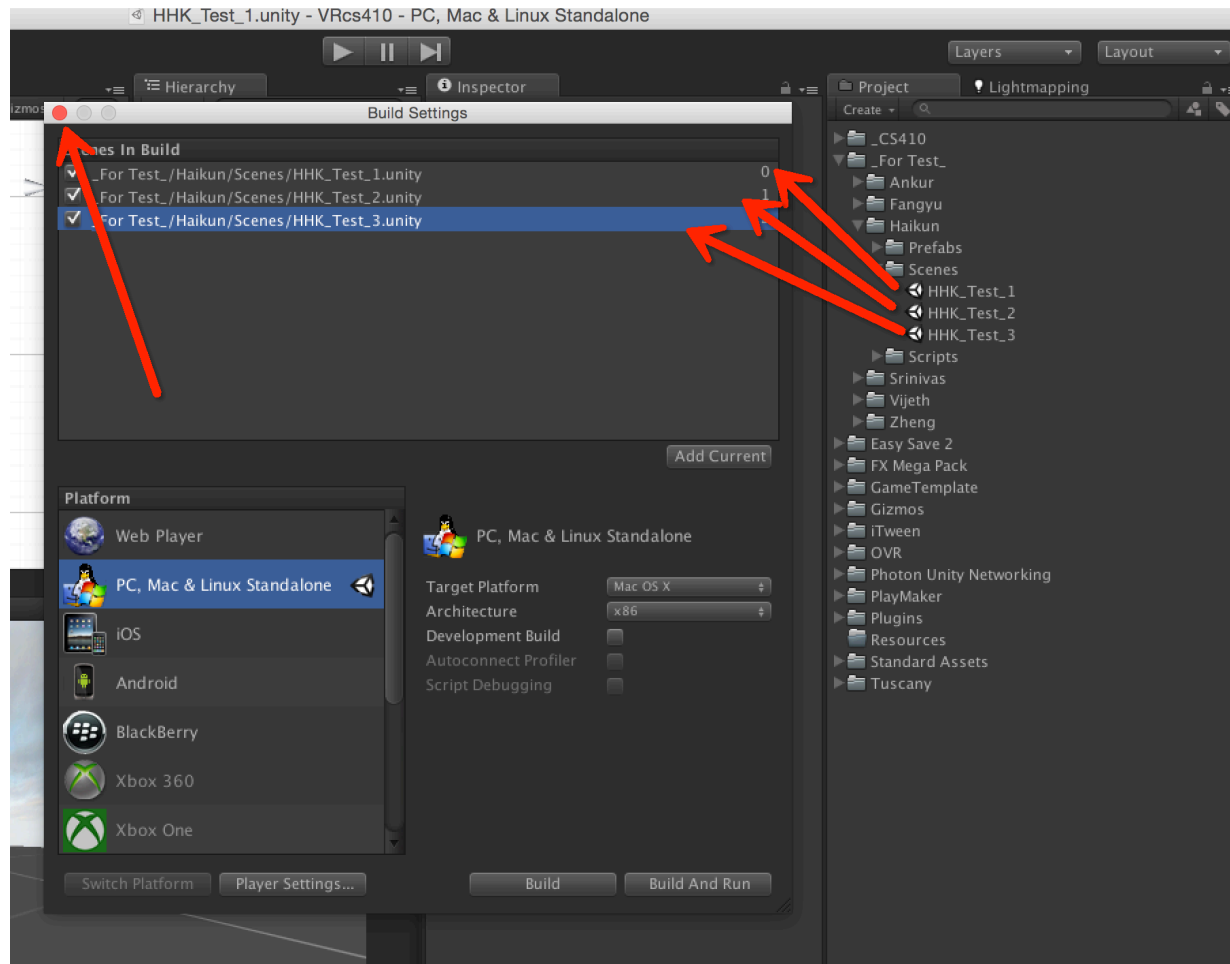 HHK_Test_1.unity - VRcs410 - PC, Mac & Linux Standalone
Layers
Layout
Hierarchy
Inspector
Project
Lightmapping
izmos
Build Settings
Create
Scenes In Build
_For Test_/Haikun/Scenes/HHK_Test_1.unity 0
_For Test_/Haikun/Scenes/HHK_Test_2.unity 1
_For Test_/Haikun/Scenes/HHK_Test_3.unity
Add Current
Platform
Web Player
PC, Mac & Linux Standalone
iOS
Android
BlackBerry
Xbox 360
Xbox One
PC, Mac & Linux Standalone
Target Platform Mac OS X
Architecture x86
Development Build
Autoconnect Profiler
Script Debugging
Switch Platform
Player Settings...
Build
Build And Run
_CS410
_For Test_
Ankur
Fangyu
Haikun
Prefabs
Scenes
HHK_Test_1
HHK_Test_2
HHK_Test_3
Scripts
Srinivas
Vijeth
Zheng
Easy Save 2
FX Mega Pack
GameTemplate
Gizmos
iTween
OVR
Photon Unity Networking
PlayMaker
Plugins
Resources
Standard Assets
Tuscany